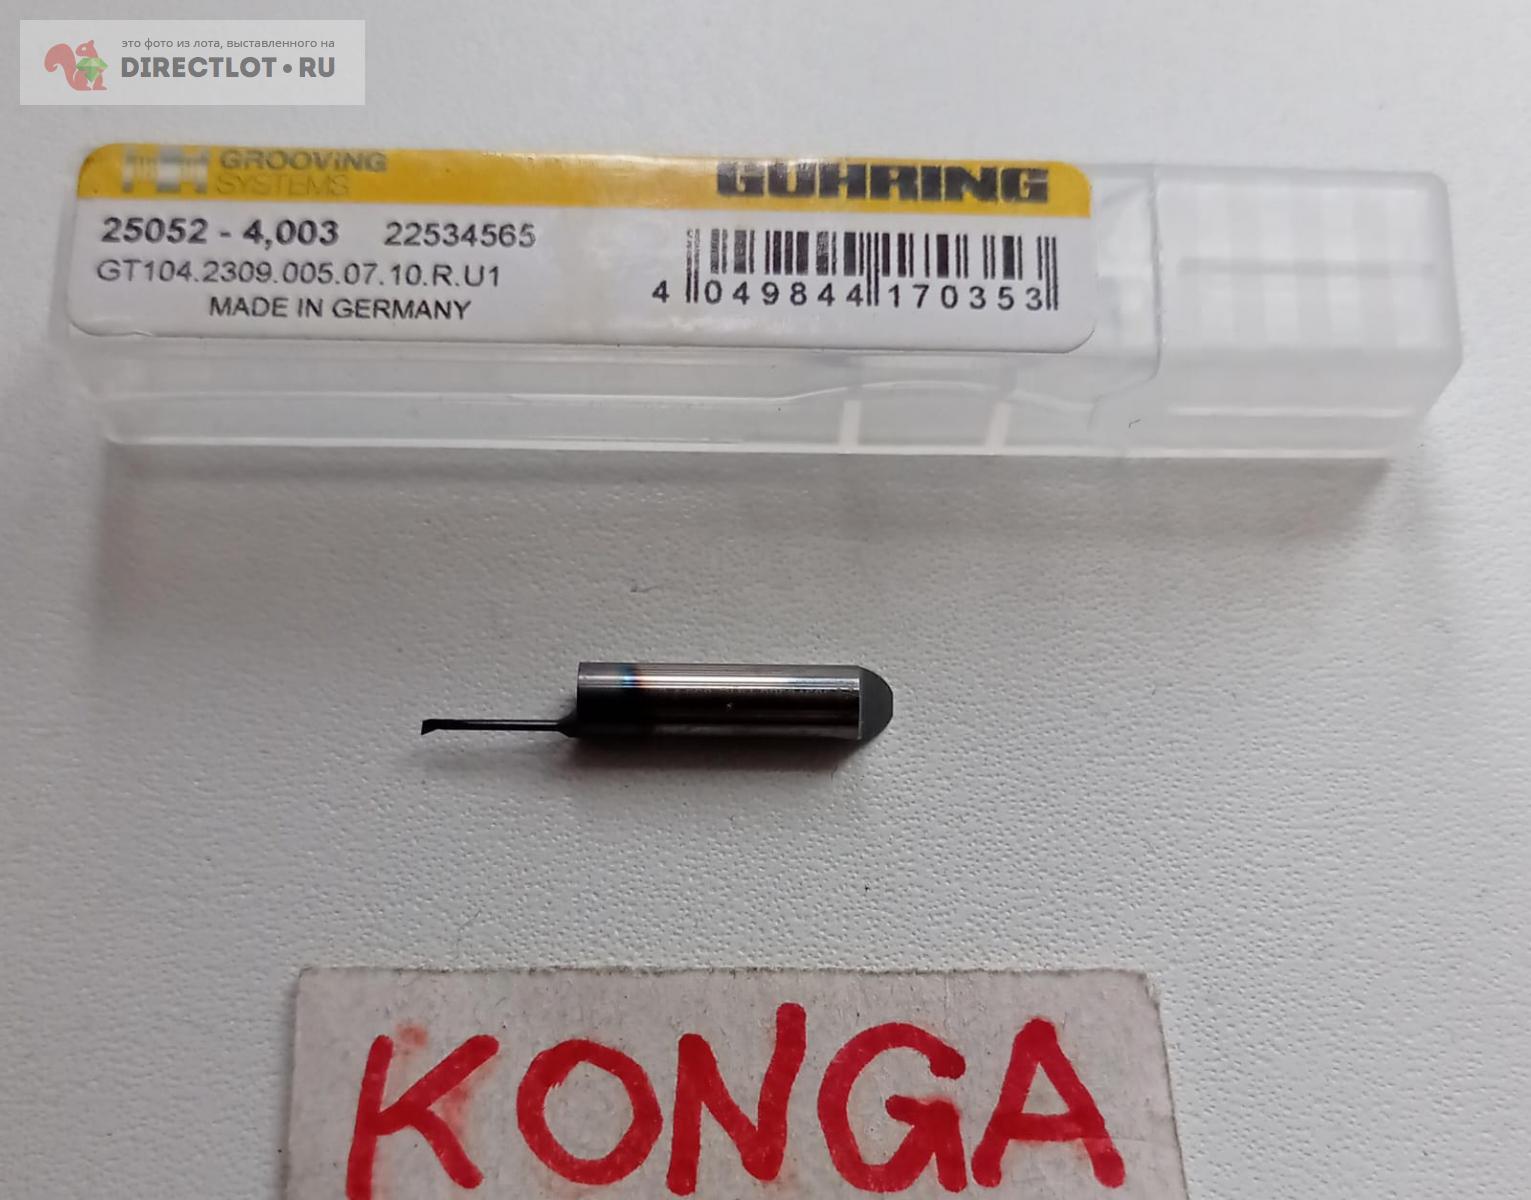 это фото из лота, выставленного на
DIRECTLOT•RU
GROOVING
SYSTEMS
GÜHRING
25052 - 4,003 22534565
GT104.2309.005.07.10.R.U1
MADE IN GERMANY
4 049844 170353
KONGA